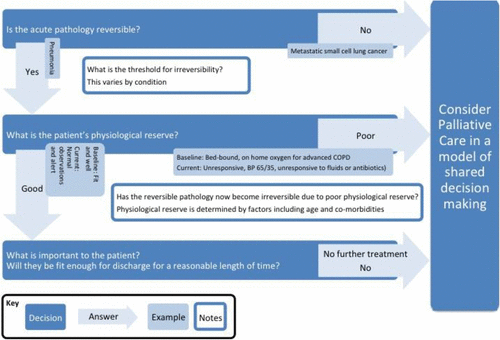 Is the acute pathology reversible?
No
Metastatic small cell lung cancer
Yes
Pneumonia
What is the threshold for irreversibility?
This varies by condition
What is the patient's physiological reserve?
Poor
Baseline: Bed-bound, on home oxygen for advanced COPD
Current: Unresponsive, BP 65/35, unresponsive to fluids or antibiotics)
Good
Baseline: Fit
and well
Current:
Normal
observations
and alert
Has the reversible pathology now become irreversible due to poor physiological reserve?
Physiological reserve is determined by factors including age and co-morbidities
What is important to the patient?
Will they be fit enough for discharge for a reasonable length of time?
No further treatment
No
Consider
Palliative
Care in a
model of
shared
decision
making
Key
Decision
Answer
Example
Notes